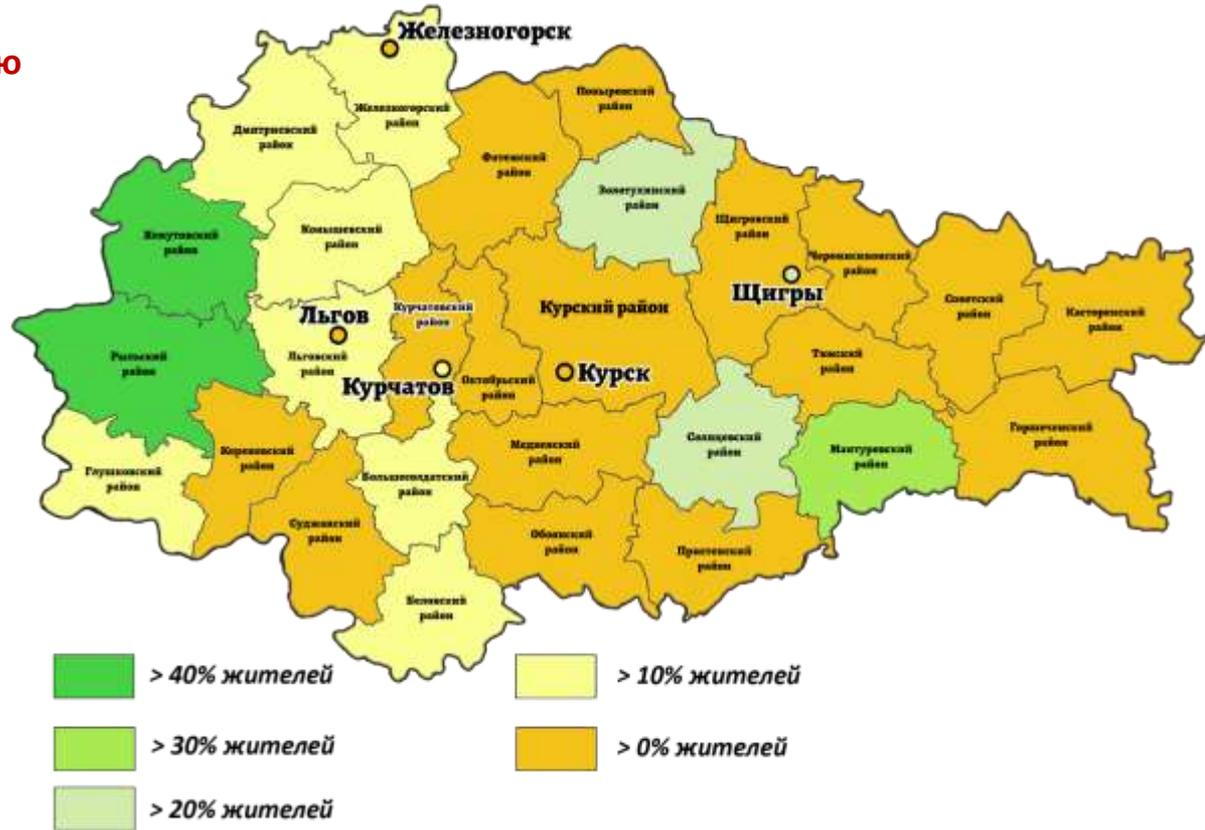 ю
Железногорск
Железногорский
район
Дмитриевский
район
Поныровский
район
Фатежский
район
Золотухинский
район
Хомутовский
район
Конышевский
район
Щигровский
район
Черемисиновский
район
Щигры
Советский
район
Касторенский
район
Курчатовский
район
Курский район
Льгов
Льговский
район
Рыльский
район
Курчатов
Октябрьский
район
Курск
Тимский
район
Глушковский
район
Кореневский
район
Большесолдатский
район
Медвенский
район
Солнцевский
район
Мантуровский
район
Горшеченский
район
Суджанский
район
Обоянский
район
Пристенский
район
Беловский
район
> 40% жителей
> 10% жителей
> 30% жителей
> 0% жителей
> 20% жителей